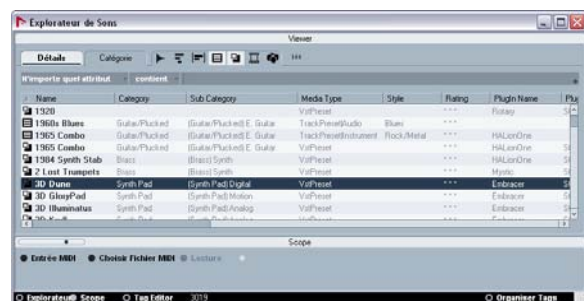 Explorateur de Sons
Viewer
Détails Catégorie
N'importe quel attribut contient
Name Category Sub Category Media Type Style Rating PlugIn Name
1920 VstPreset Rotary
1960s Blues Guitar/Plucked (Guitar/Plucked) E. Guitar TrackPreset|Audio Blues
1965 Combo Guitar/Plucked (Guitar/Plucked) E. Guitar TrackPreset|Instrument Rock/Metal HALionOne
1965 Combo Guitar/Plucked (Guitar/Plucked) E. Guitar VstPreset HALionOne
1984 Synth Stab Brass (Brass) Synth VstPreset HALionOne
2 Lost Trumpets Brass (Brass) Synth VstPreset Mystic
3D Dune Synth Pad (Synth Pad) Digital VstPreset Embracer
3D GloryPad Synth Pad (Synth Pad) Motion VstPreset Embracer
3D Illuminatus Synth Pad (Synth Pad) Analog VstPreset Embracer
Scope
Entrée MIDI Choisir Fichier MIDI Lecture
Explorateur Scope Tag Editor 3019 Organiser Tags